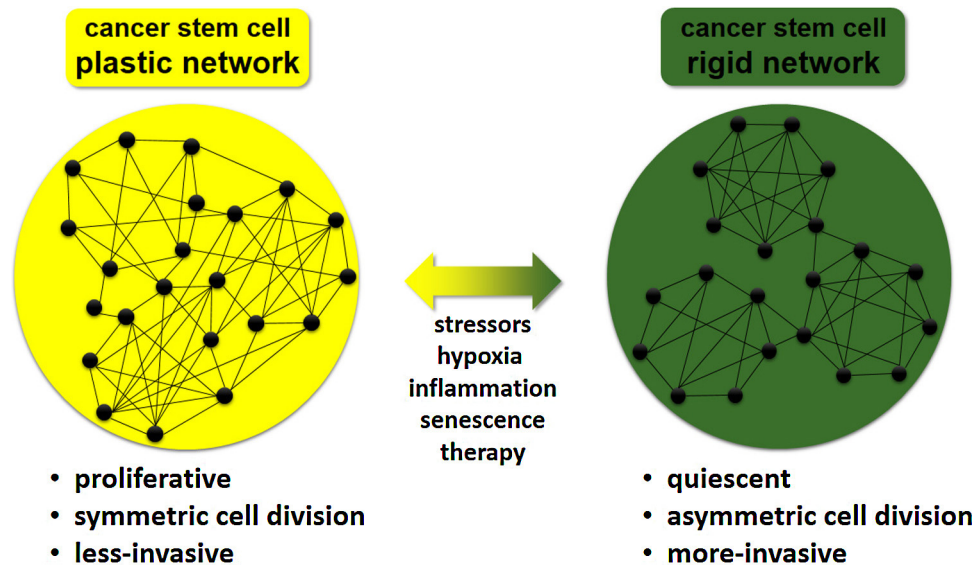 cancer stem cell
plastic network
cancer stem cell
rigid network
stressors
hypoxia
inflammation
senescence
therapy
• proliferative
• symmetric cell division
• less-invasive
• quiescent
• asymmetric cell division
• more-invasive